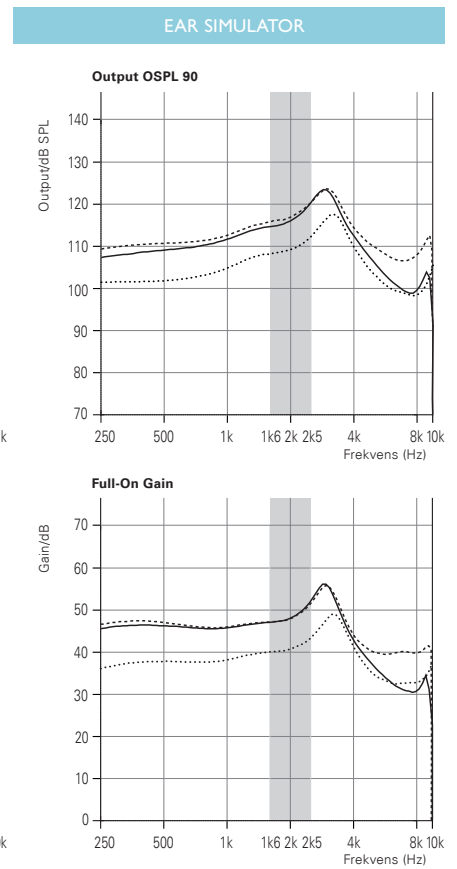 EAR SIMULATOR
Output OSPL 90
Output/dB SPL
140
130
120
110
100
90
80
70
k
250 500 1k 1k6 2k 2k5 4k 8k 10k
Frekvens (Hz)
Full-On Gain
Gain/dB
70
60
50
40
30
20
10
0
0k
250 500 1k 1k6 2k 2k5 4k 8k 10k
Frekvens (Hz)